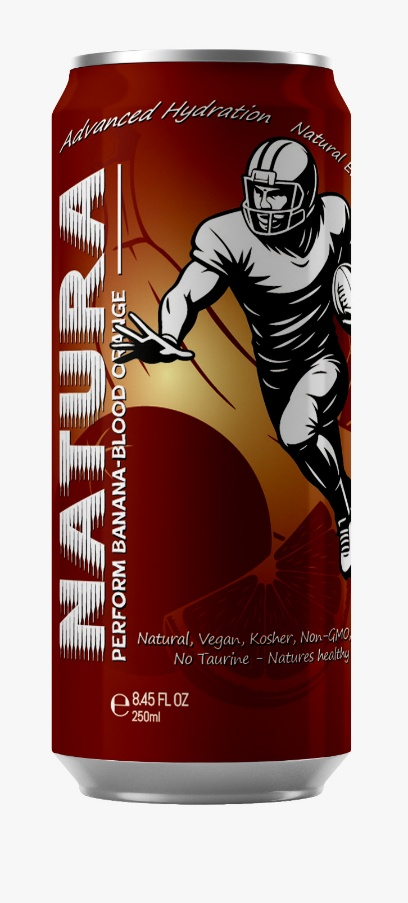 Advanced Hydration
Natural
NATURA
PERFORM BANANA-BLOOD ORANGE
Natural, Vegan, Kosher, Non-GMO,
No Taurine - Natures healthy
e 8.45 FL OZ
250ml